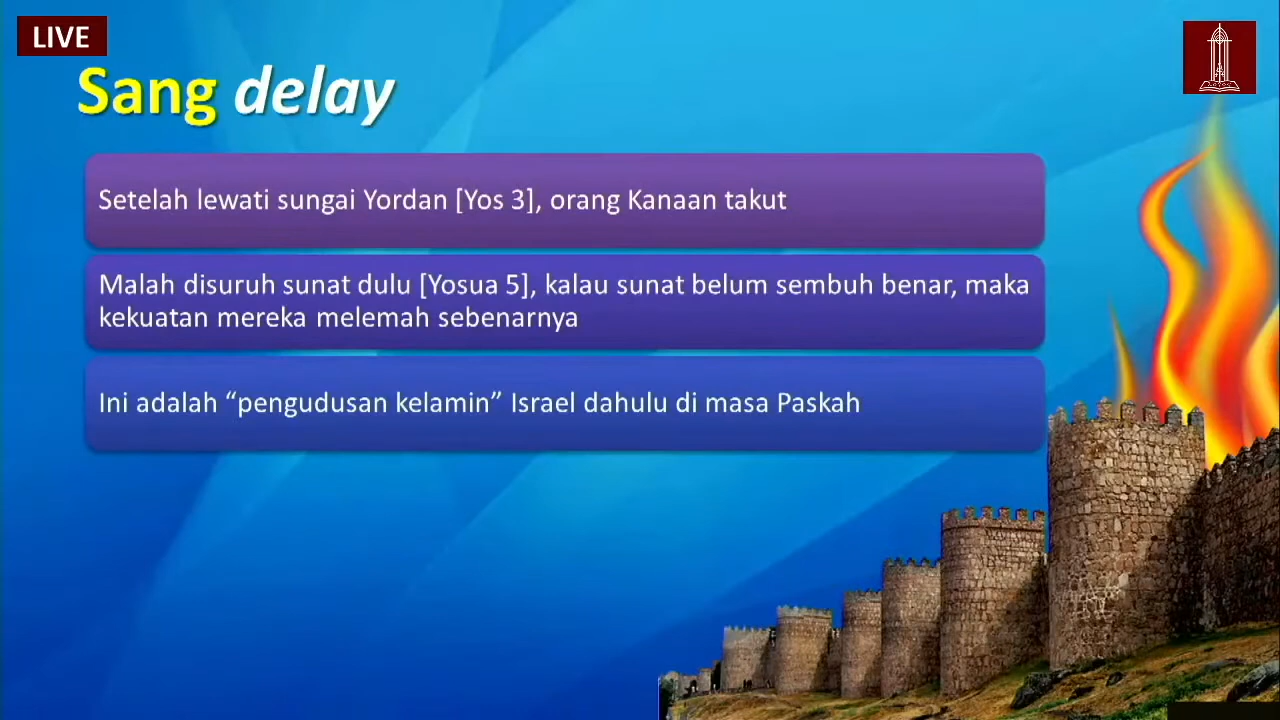 LIVE
Sang delay
Setelah lewati sungai Yordan [Yos 3], orang Kanaan takut
Malah disuruh sunat dulu [Yosua 5], kalau sunat belum sembuh benar, maka
kekuatan mereka melemah sebenarnya
Ini adalah “pengudusan kelamin” Israel dahulu di masa Paskah